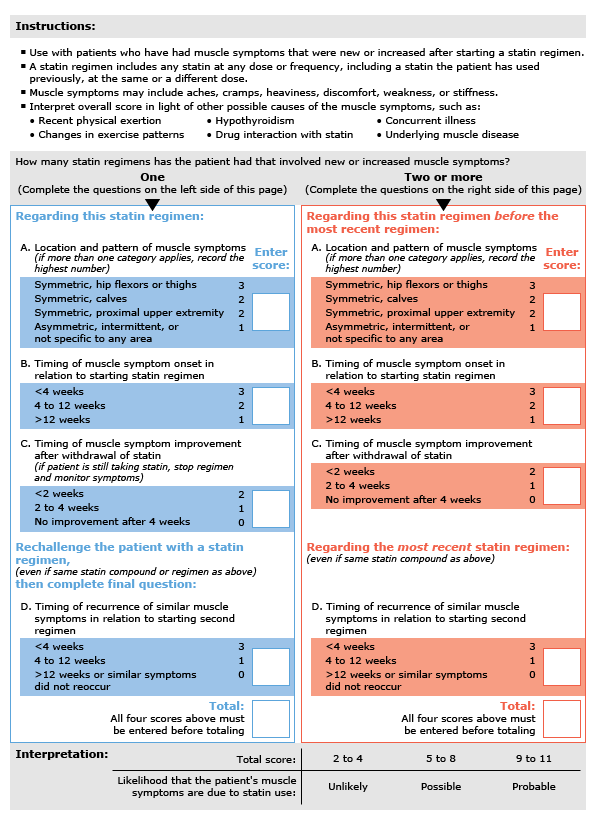 Instructions:
▪ Use with patients who have had muscle symptoms that were new or increased after starting a statin regimen.
▪ A statin regimen includes any statin at any dose or frequency, including a statin the patient has used
previously, at the same or a different dose.
▪ Muscle symptoms may include aches, cramps, heaviness, discomfort, weakness, or stiffness.
▪ Interpret overall score in light of other possible causes of the muscle symptoms, such as:
• Recent physical exertion • Hypothyroidism • Concurrent illness
• Changes in exercise patterns • Drug interaction with statin • Underlying muscle disease
How many statin regimens has the patient had that involved new or increased muscle symptoms?
One
(Complete the questions on the left side of this page)
Two or more
(Complete the questions on the right side of this page)
Regarding this statin regimen:
A. Location and pattern of muscle symptoms
(if more than one category applies, record the
highest number)
Enter
score:
Symmetric, hip flexors or thighs 3
Symmetric, calves 2
Symmetric, proximal upper extremity 2
Asymmetric, intermittent, or 1
not specific to any area
B. Timing of muscle symptom onset in
relation to starting statin regimen
<4 weeks 3
4 to 12 weeks 2
>12 weeks 1
C. Timing of muscle symptom improvement
after withdrawal of statin
(if patient is still taking statin, stop regimen
and monitor symptoms)
<2 weeks 2
2 to 4 weeks 1
No improvement after 4 weeks 0
Rechallenge the patient with a statin
regimen,
(even if same statin compound or regimen as above)
then complete final question:
D. Timing of recurrence of similar muscle
symptoms in relation to starting second
regimen
<4 weeks 3
4 to 12 weeks 1
>12 weeks or similar symptoms 0
did not reoccur
Total:
All four scores above must
be entered before totaling
Regarding this statin regimen before the
most recent regimen:
A. Location and pattern of muscle symptoms
(if more than one category applies, record the
highest number)
Enter
score:
Symmetric, hip flexors or thighs 3
Symmetric, calves 2
Symmetric, proximal upper extremity 2
Asymmetric, intermittent, or 1
not specific to any area
B. Timing of muscle symptom onset in
relation to starting statin regimen
<4 weeks 3
4 to 12 weeks 2
>12 weeks 1
C. Timing of muscle symptom improvement
after withdrawal of statin
<2 weeks 2
2 to 4 weeks 1
No improvement after 4 weeks 0
Regarding the most recent statin regimen:
(even if same statin compound as above)
D. Timing of recurrence of similar muscle
symptoms in relation to starting second
regimen
<4 weeks 3
4 to 12 weeks 1
>12 weeks or similar symptoms 0
did not reoccur
Total:
All four scores above must
be entered before totaling
Interpretation:
Total score: 2 to 4 5 to 8 9 to 11
Likelihood that the patient's muscle
symptoms are due to statin use: Unlikely Possible Probable